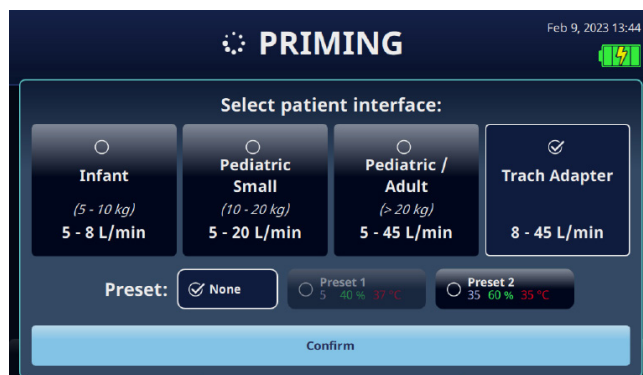 PRIMING
Feb 9, 2023 13:44
Select patient interface:
Infant
(5 - 10 kg)
5 - 8 L/min
Pediatric
Small
(10 - 20 kg)
5 - 20 L/min
Pediatric /
Adult
(> 20 kg)
5 - 45 L/min
Trach Adapter
8 - 45 L/min
Preset:
None
Preset 1
5 40 % 37 °C
Preset 2
35 60 % 35 °C
Confirm